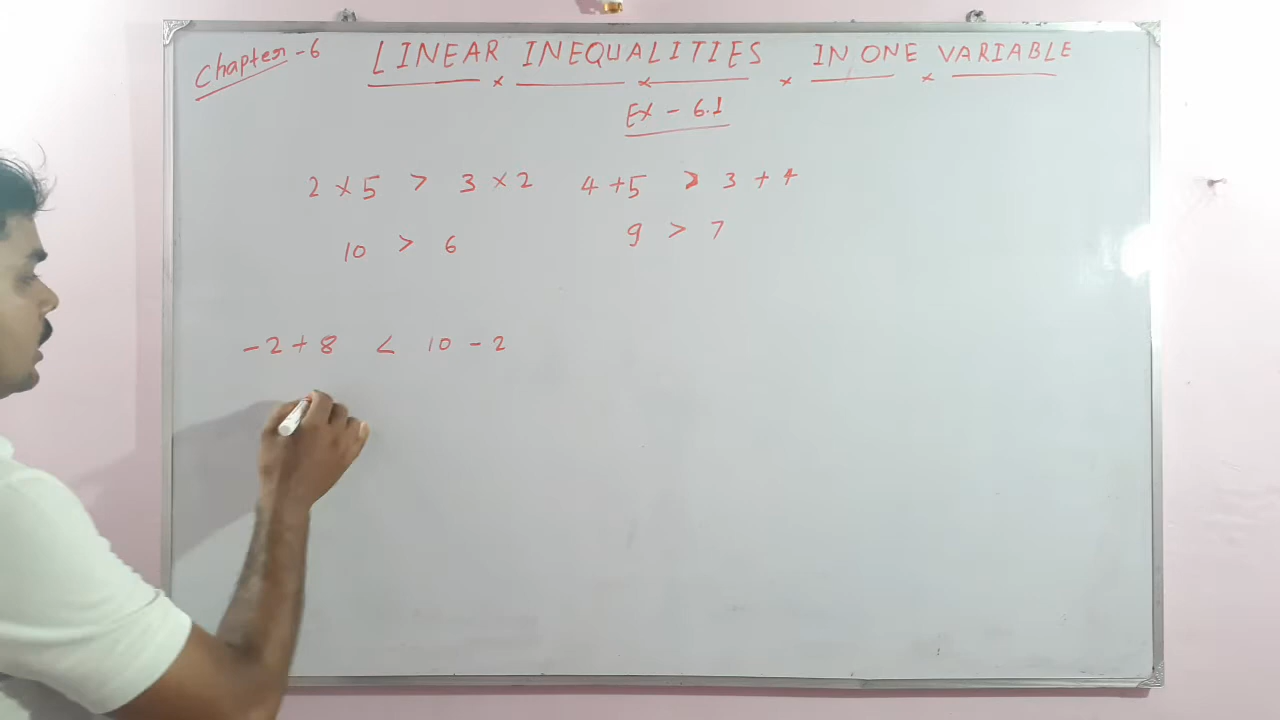 Chapter-6 LINEAR INEQUALITIES IN ONE VARIABLE
Ex - 6.1
2 × 5 > 3 × 2 4 + 5 > 3 + 4
10 > 6 9 > 7
-2 + 8 < 10 - 2